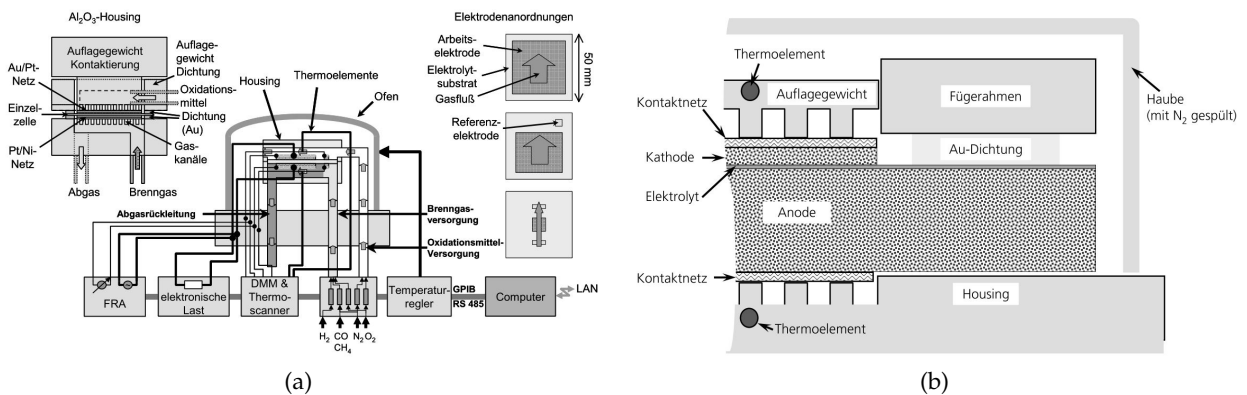 Al₂O₃-Housing
Auflagegewicht
Kontaktierung
Auflage-
gewicht
Dichtung
Au/Pt-
Netz
Oxidations-
mittel
Einzel-
zelle
Dichtung
(Au)
Pt/Ni-
Netz
Gas-
kanäle
Abgas
Brenngas
Housing
Thermoelemente
Ofen
Elektrodenanordnungen
Arbeits-
elektrode
Elektrolyt-
substrat
Gasfluß
50 mm
Referenz-
elektrode
Abgasrückleitung
Brenngas-
versorgung
Oxidationsmittel-
Versorgung
FRA
elektronische
Last
DMM &
Thermo-
scanner
H₂
CO
CH₄
N₂
O₂
Temperatur-
regler
GPIB
RS 485
Computer
LAN
(a)
Thermoelement
Auflagegewicht
Fügerahmen
Haube
(mit N₂ gespült)
Kontaktnetz
Kathode
Au-Dichtung
Elektrolyt
Anode
Kontaktnetz
Housing
Thermoelement
(b)